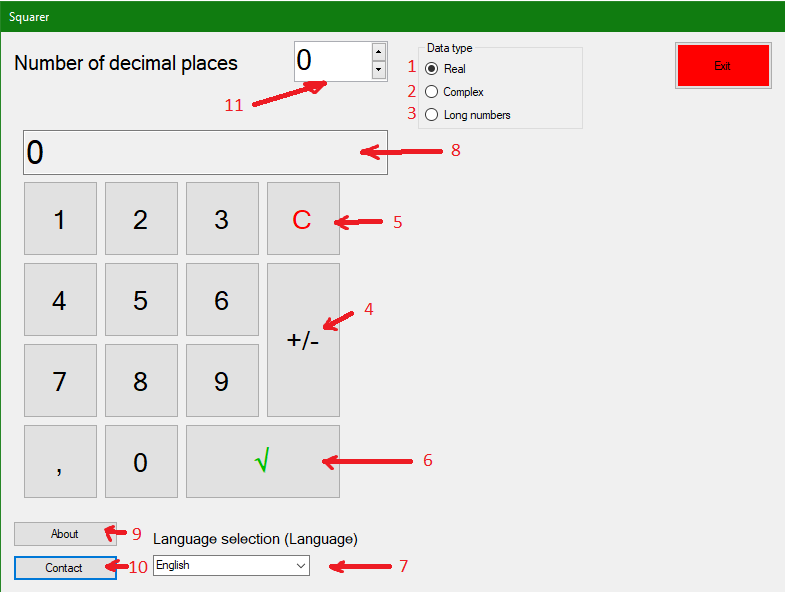 Squarer
Number of decimal places
0
11
Data type
1 Real
2 Complex
3 Long numbers
Exit
0
8
1 2 3 C
5
4 5 6
4
+/-
7 8 9
, 0 √
6
About
9
Language selection (Language)
Contact
10
English
7